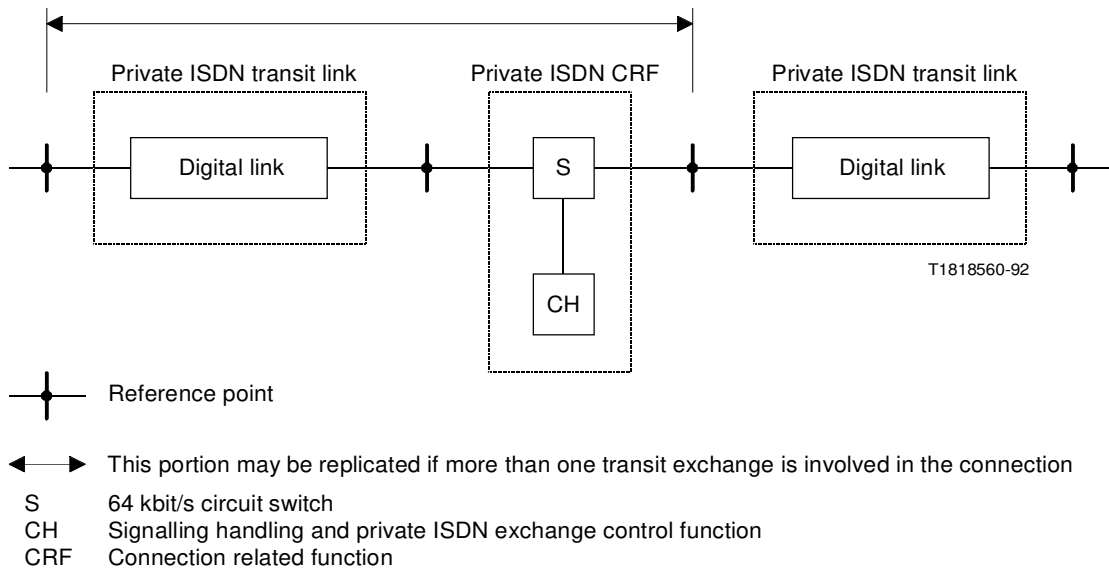 Private ISDN transit link
Private ISDN CRF
Private ISDN transit link
Digital link
S
Digital link
T1818560-92
CH
Reference point
This portion may be replicated if more than one transit exchange is involved in the connection
S 64 kbit/s circuit switch
CH Signalling handling and private ISDN exchange control function
CRF Connection related function